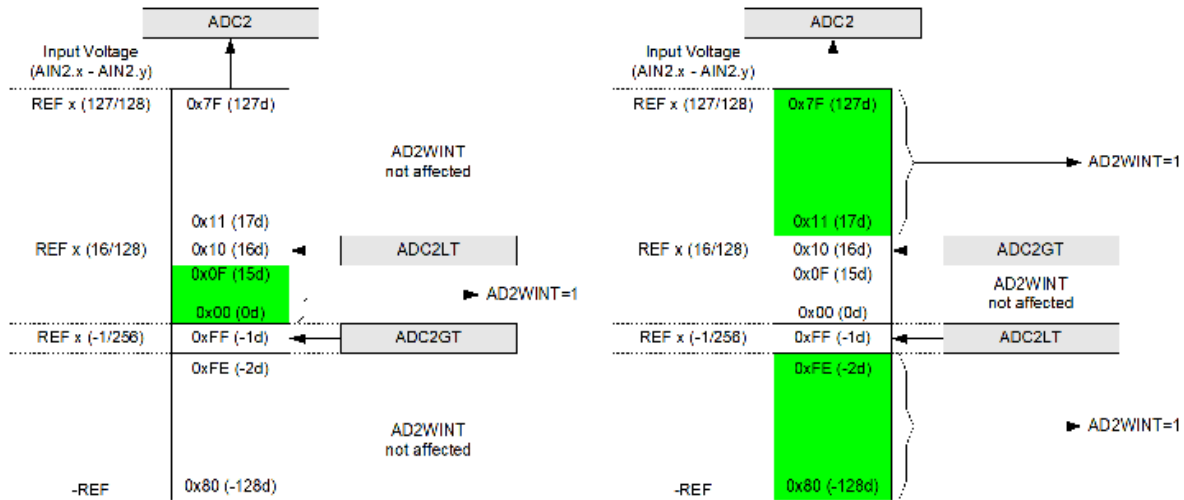 ADC2
Input Voltage
(AIN2.x - AIN2.y)
REF x (127/128)
0x7F (127d)
AD2WINT
not affected
0x11 (17d)
REF x (16/128)
0x10 (16d)
ADC2LT
0x0F (15d)
AD2WINT=1
0x00 (0d)
REF x (-1/256)
0xFF (-1d)
ADC2GT
0xFE (-2d)
AD2WINT
not affected
-REF
0x80 (-128d)
ADC2
Input Voltage
(AIN2.x - AIN2.y)
REF x (127/128)
0x7F (127d)
AD2WINT=1
0x11 (17d)
REF x (16/128)
0x10 (16d)
ADC2GT
0x0F (15d)
AD2WINT
not affected
0x00 (0d)
REF x (-1/256)
0xFF (-1d)
ADC2LT
0xFE (-2d)
AD2WINT=1
-REF
0x80 (-128d)